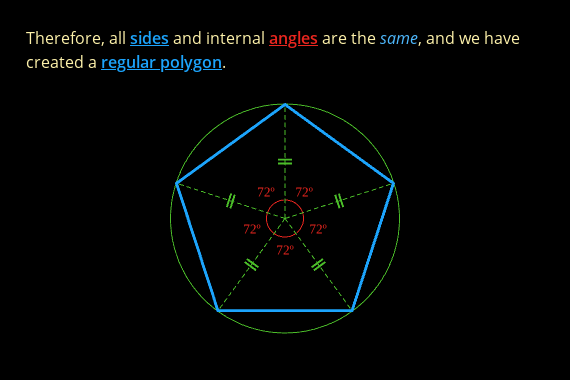 Therefore, all sides and internal angles are the same, and we have
created a regular polygon.
72º 72º
72º 72º
72º